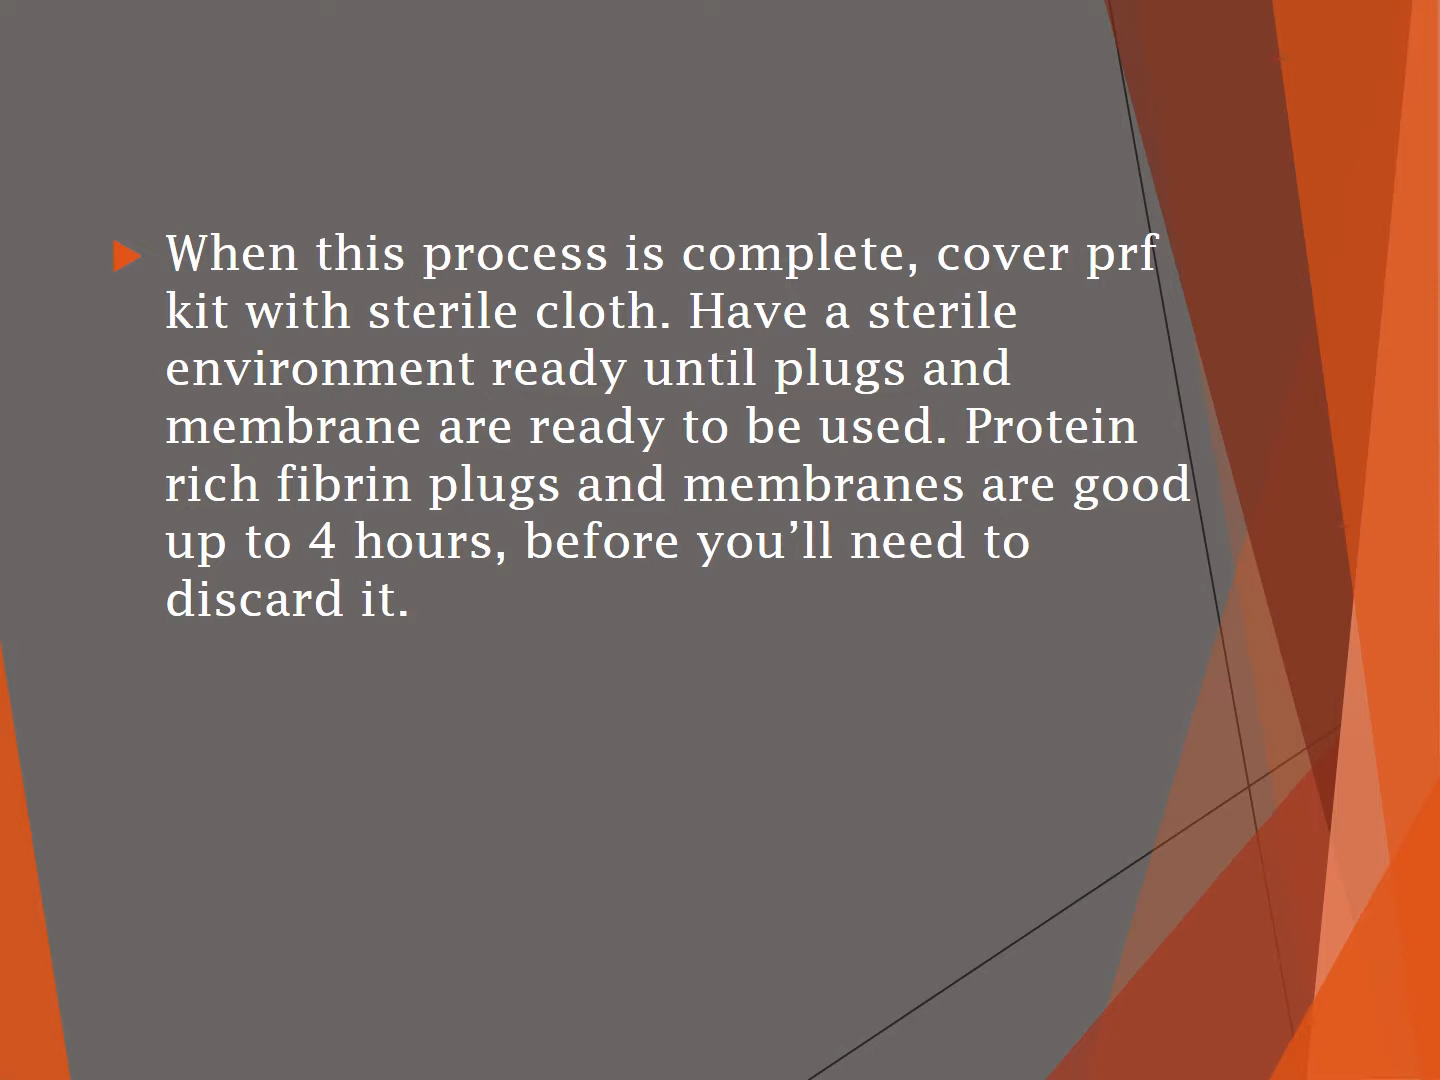 When this process is complete, cover prf
kit with sterile cloth. Have a sterile
environment ready until plugs and
membrane are ready to be used. Protein
rich fibrin plugs and membranes are good
up to 4 hours, before you’ll need to
discard it.